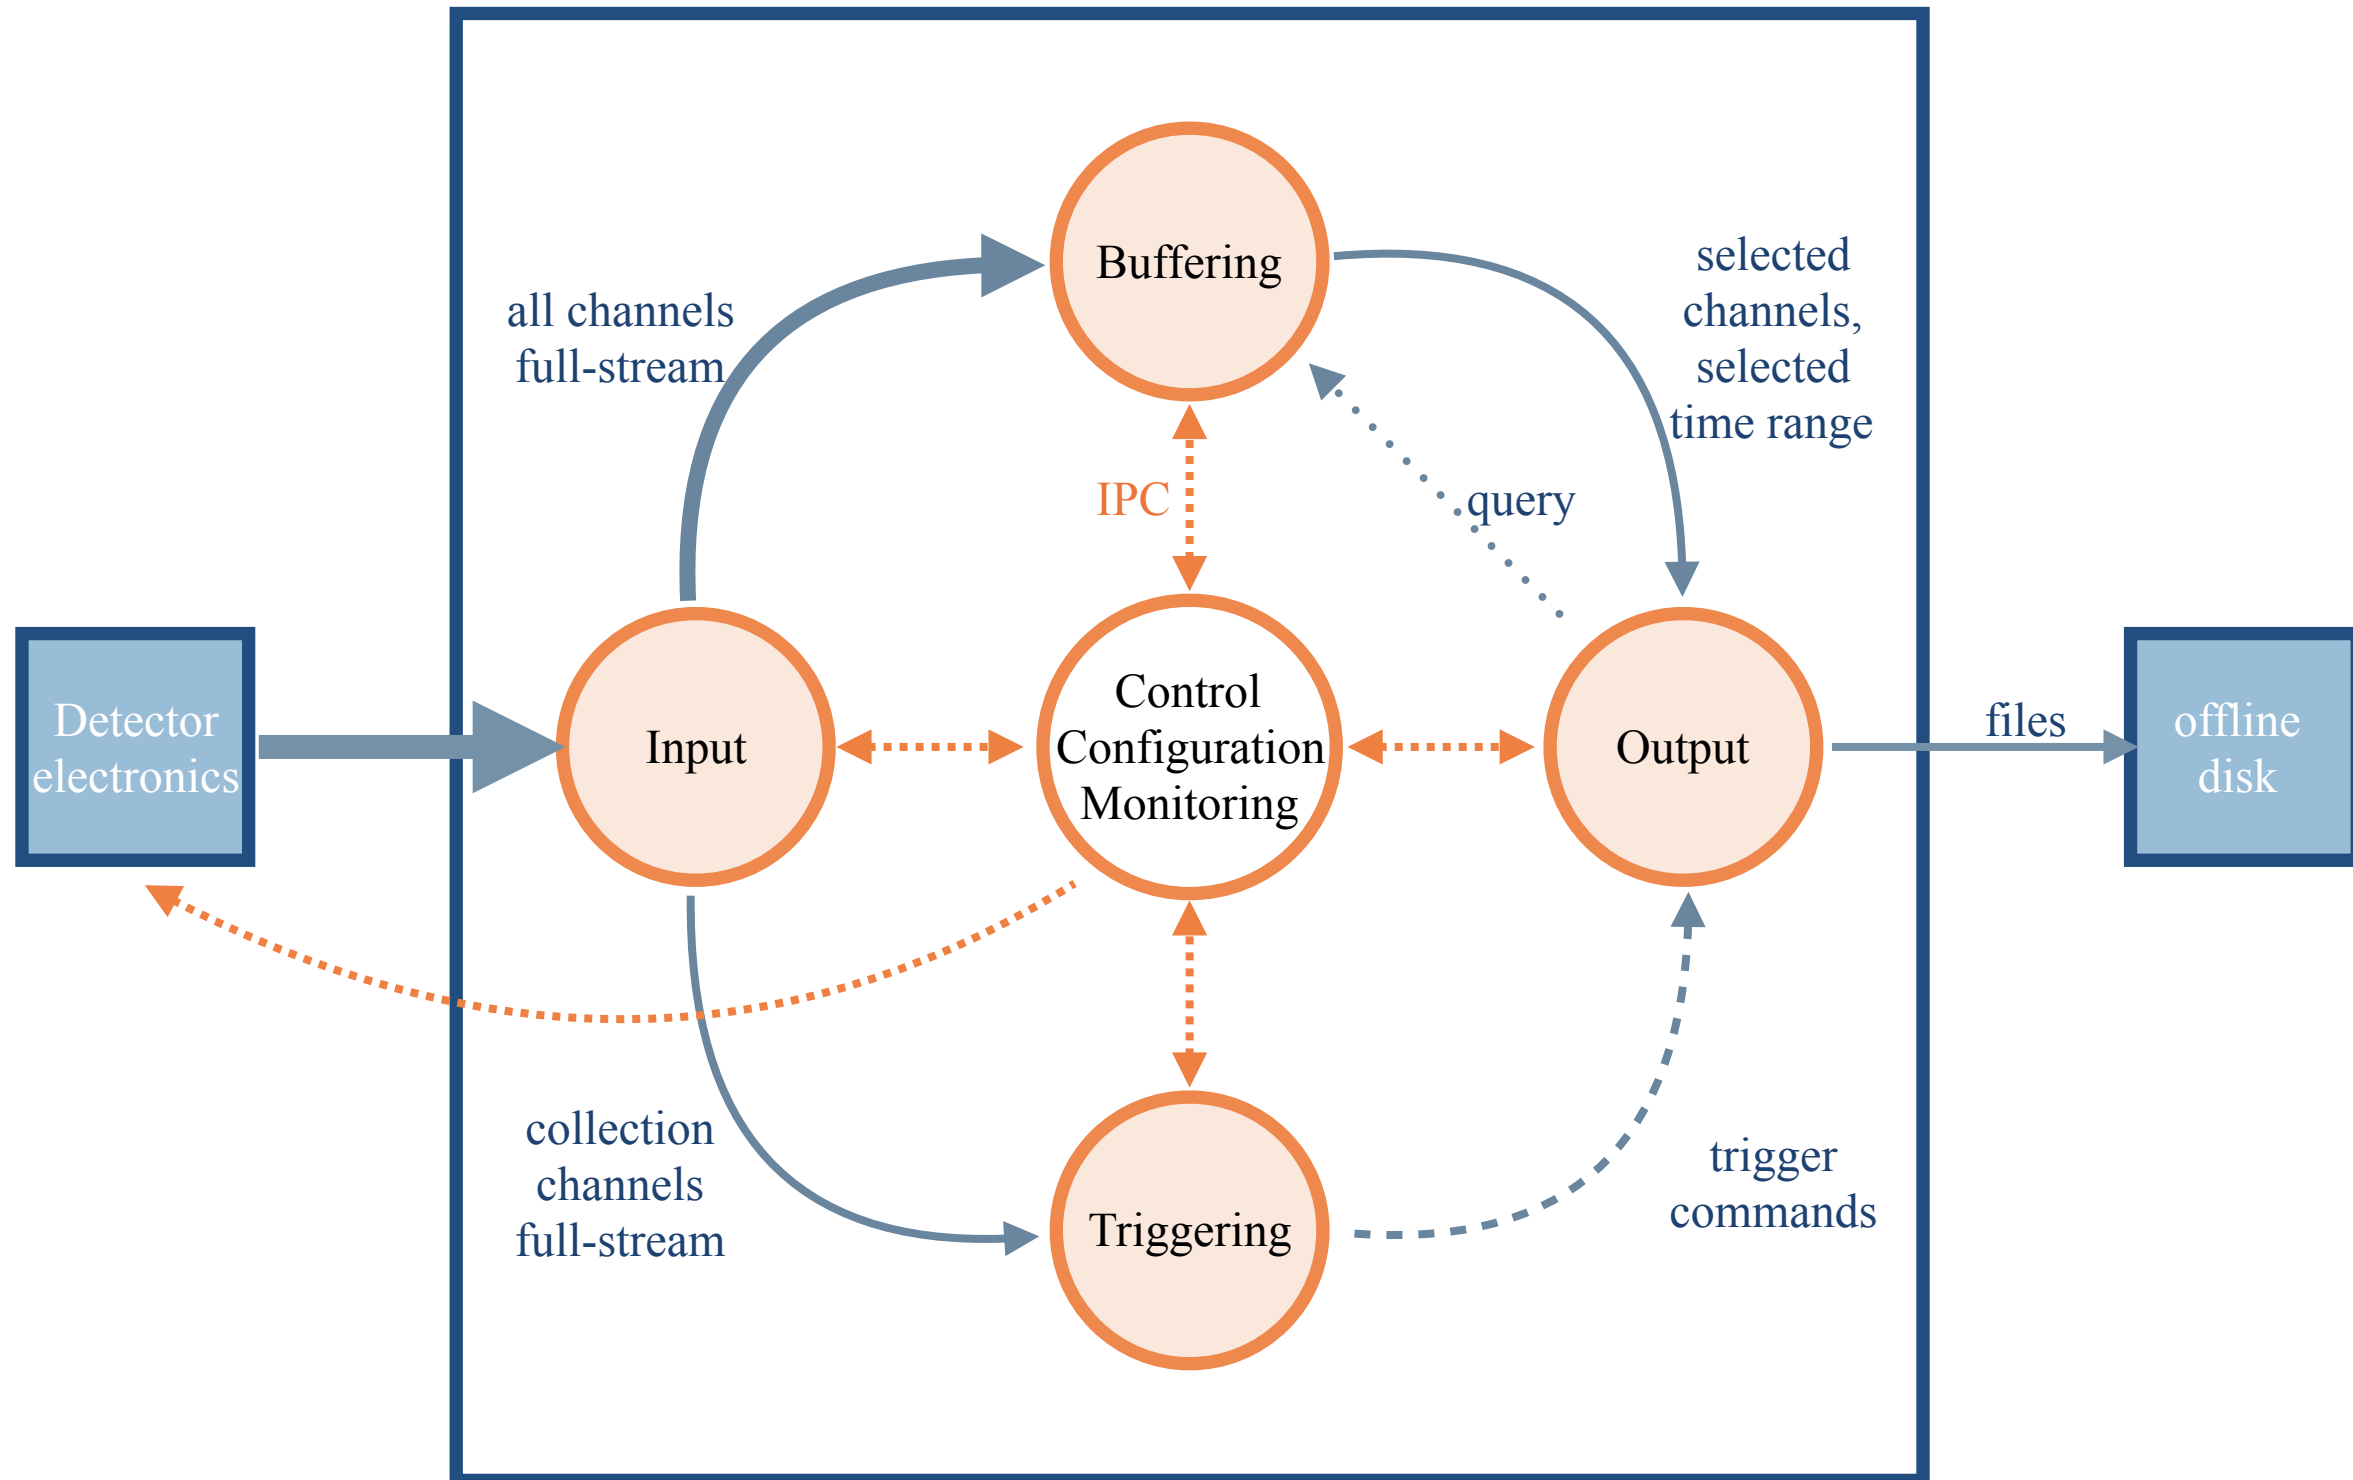 Buffering
selected
channels,
selected
time range
all channels
full-stream
IPC
query
Detector
electronics
Input
Control
Configuration
Monitoring
Output
files
offline
disk
collection
channels
full-stream
Triggering
trigger
commands